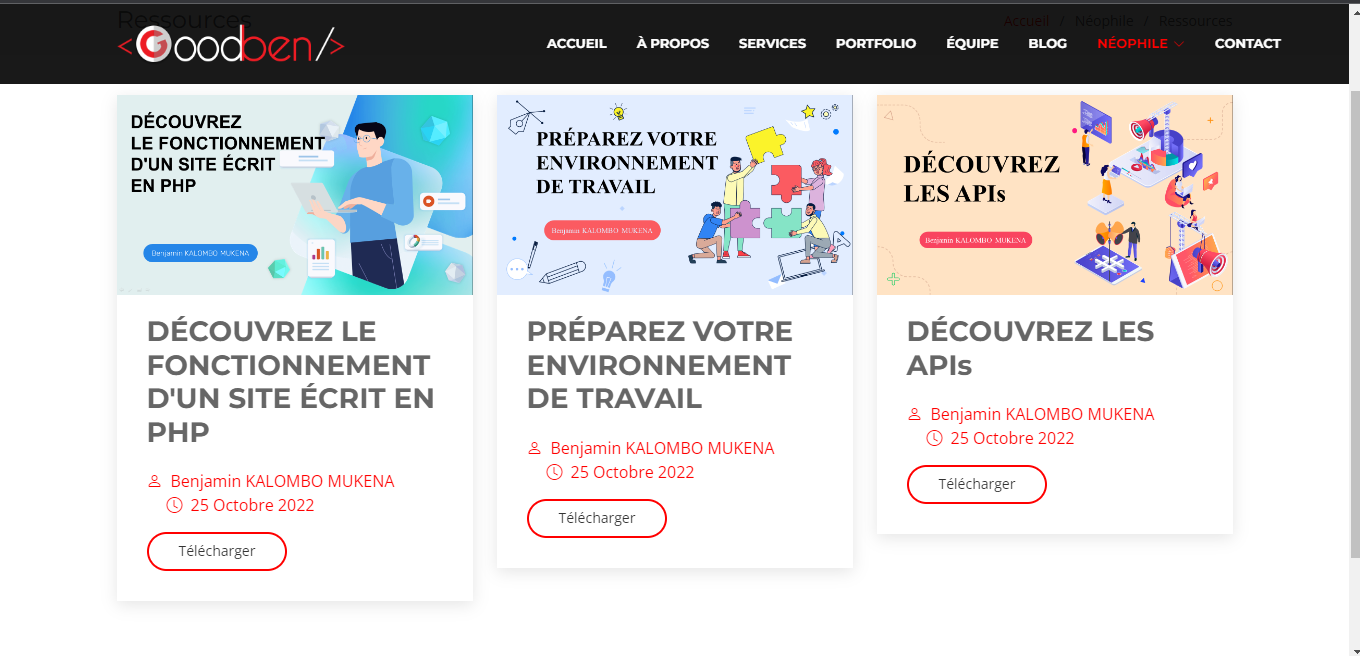 Ressources
Accueil / Néophile / Ressources
<Goodben/>
ACCUEIL À PROPOS SERVICES PORTFOLIO ÉQUIPE BLOG NÉOPHILE CONTACT
DÉCOUVREZ
LE FONCTIONNEMENT
D'UN SITE ÉCRIT
EN PHP
Benjamin KALOMBO MUKENA
PRÉPAREZ VOTRE
ENVIRONNEMENT
DE TRAVAIL
Benjamin KALOMBO MUKENA
DÉCOUVREZ
LES APIs
Benjamin KALOMBO MUKENA
DÉCOUVREZ LE
FONCTIONNEMENT
D'UN SITE ÉCRIT EN
PHP
Benjamin KALOMBO MUKENA
25 Octobre 2022
Télécharger
PRÉPAREZ VOTRE
ENVIRONNEMENT
DE TRAVAIL
Benjamin KALOMBO MUKENA
25 Octobre 2022
Télécharger
DÉCOUVREZ LES
APIs
Benjamin KALOMBO MUKENA
25 Octobre 2022
Télécharger